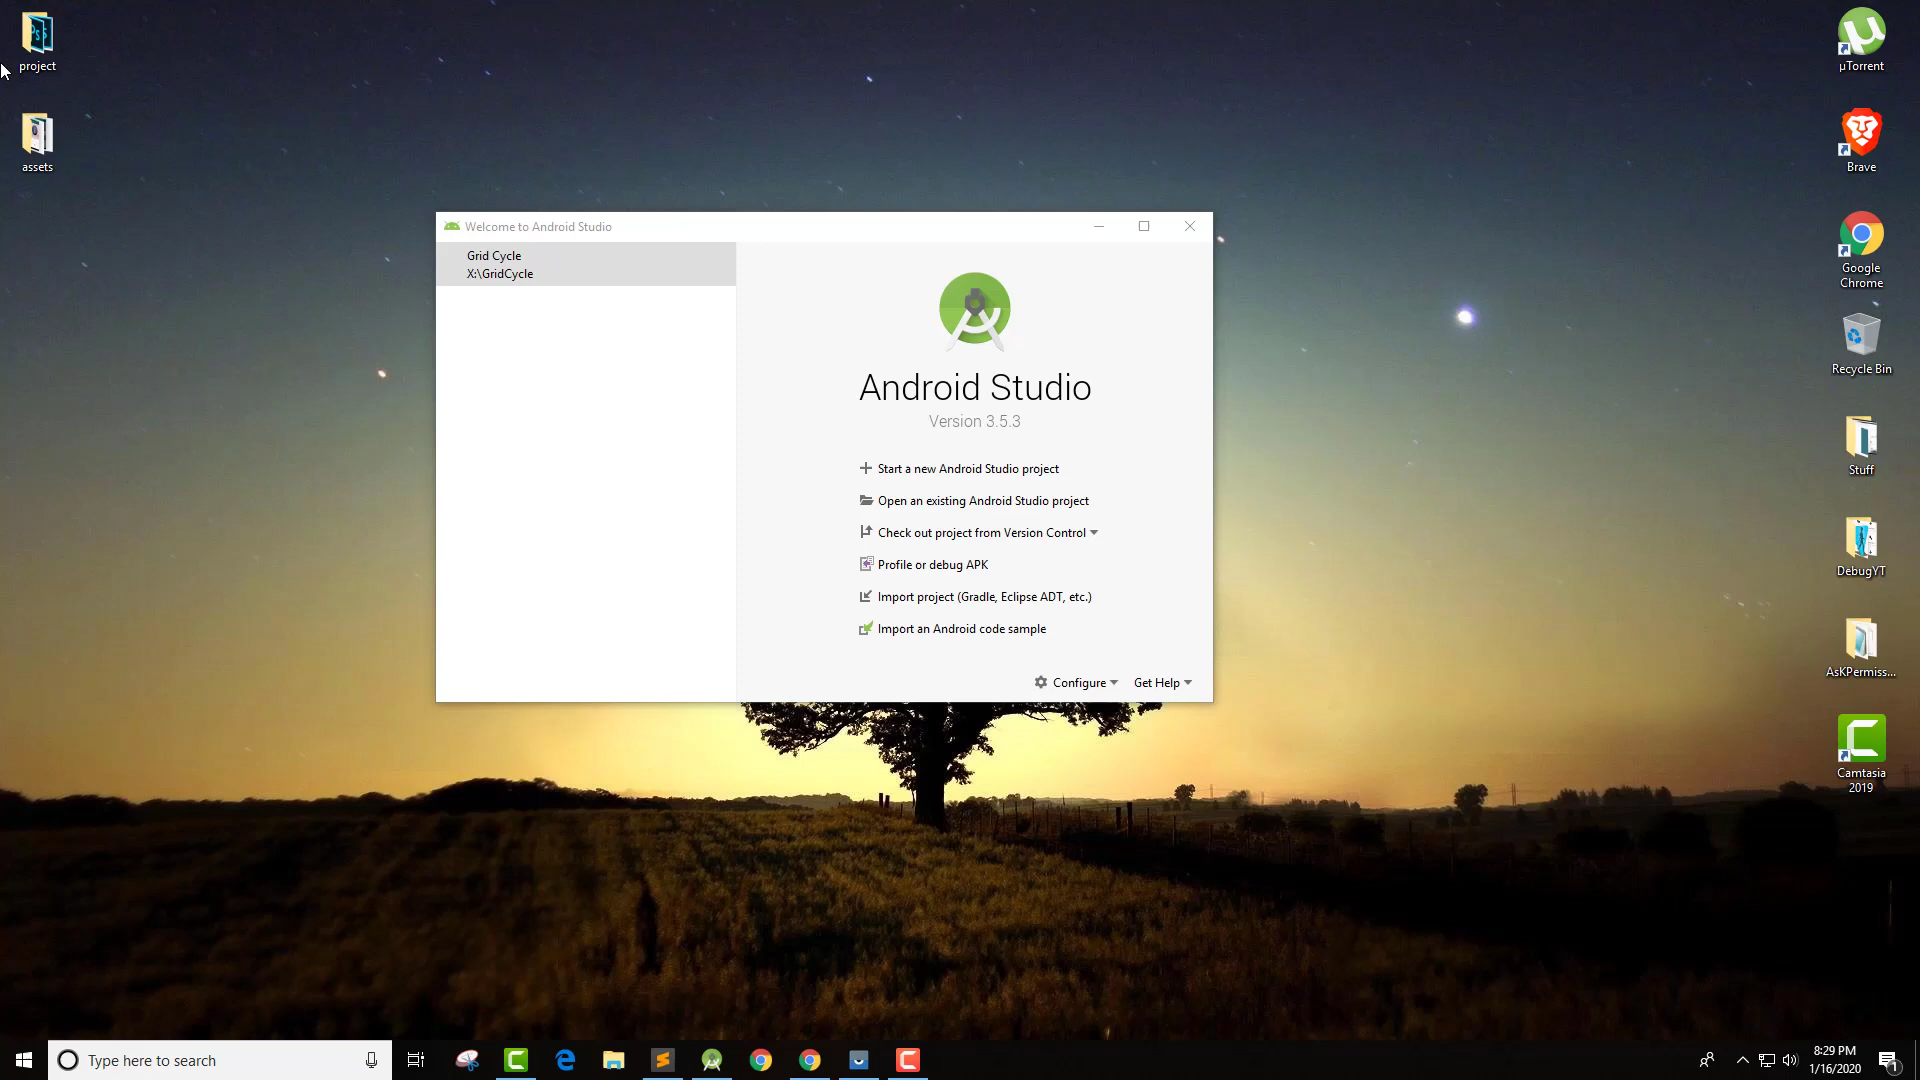 project
assets
Welcome to Android Studio
Grid Cycle
X:\GridCycle
Android Studio
Version 3.5.3
Start a new Android Studio project
Open an existing Android Studio project
Check out project from Version Control
Profile or debug APK
Import project (Gradle, Eclipse ADT, etc.)
Import an Android code sample
Configure
Get Help
µTorrent
Brave
Google
Chrome
Recycle Bin
Stuff
DebugYT
AsKPermiss...
Camtasia
2019
Type here to search
8:29 PM
1/16/2020
1